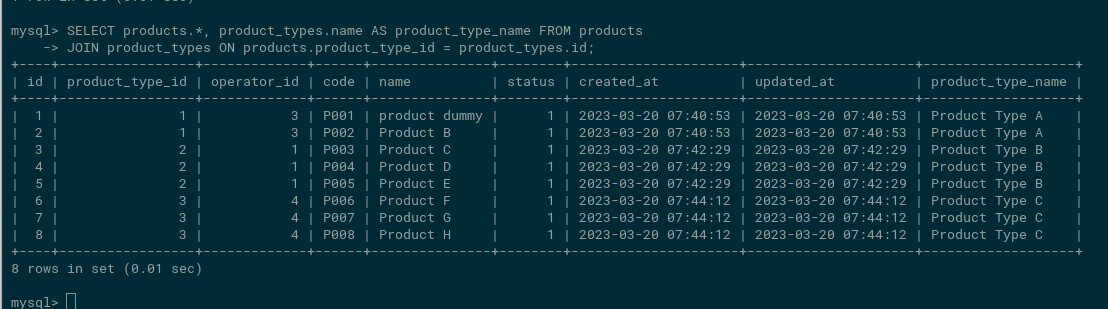 mysql> SELECT products.*, product_types.name AS product_type_name FROM products
    -> JOIN product_types ON products.product_type_id = product_types.id;
+----+-----------------+-------------+------+---------------+--------+---------------------+---------------------+-------------------+
| id | product_type_id | operator_id | code | name          | status | created_at          | updated_at          | product_type_name |
+----+-----------------+-------------+------+---------------+--------+---------------------+---------------------+-------------------+
|  1 |               1 |           3 | P001 | product dummy |      1 | 2023-03-20 07:40:53 | 2023-03-20 07:40:53 | Product Type A    |
|  2 |               1 |           3 | P002 | Product B     |      1 | 2023-03-20 07:40:53 | 2023-03-20 07:40:53 | Product Type A    |
|  3 |               2 |           1 | P003 | Product C     |      1 | 2023-03-20 07:42:29 | 2023-03-20 07:42:29 | Product Type B    |
|  4 |               2 |           1 | P004 | Product D     |      1 | 2023-03-20 07:42:29 | 2023-03-20 07:42:29 | Product Type B    |
|  5 |               2 |           1 | P005 | Product E     |      1 | 2023-03-20 07:42:29 | 2023-03-20 07:42:29 | Product Type B    |
|  6 |               3 |           4 | P006 | Product F     |      1 | 2023-03-20 07:44:12 | 2023-03-20 07:44:12 | Product Type C    |
|  7 |               3 |           4 | P007 | Product G     |      1 | 2023-03-20 07:44:12 | 2023-03-20 07:44:12 | Product Type C    |
|  8 |               3 |           4 | P008 | Product H     |      1 | 2023-03-20 07:44:12 | 2023-03-20 07:44:12 | Product Type C    |
+----+-----------------+-------------+------+---------------+--------+---------------------+---------------------+-------------------+
8 rows in set (0.01 sec)
mysql>